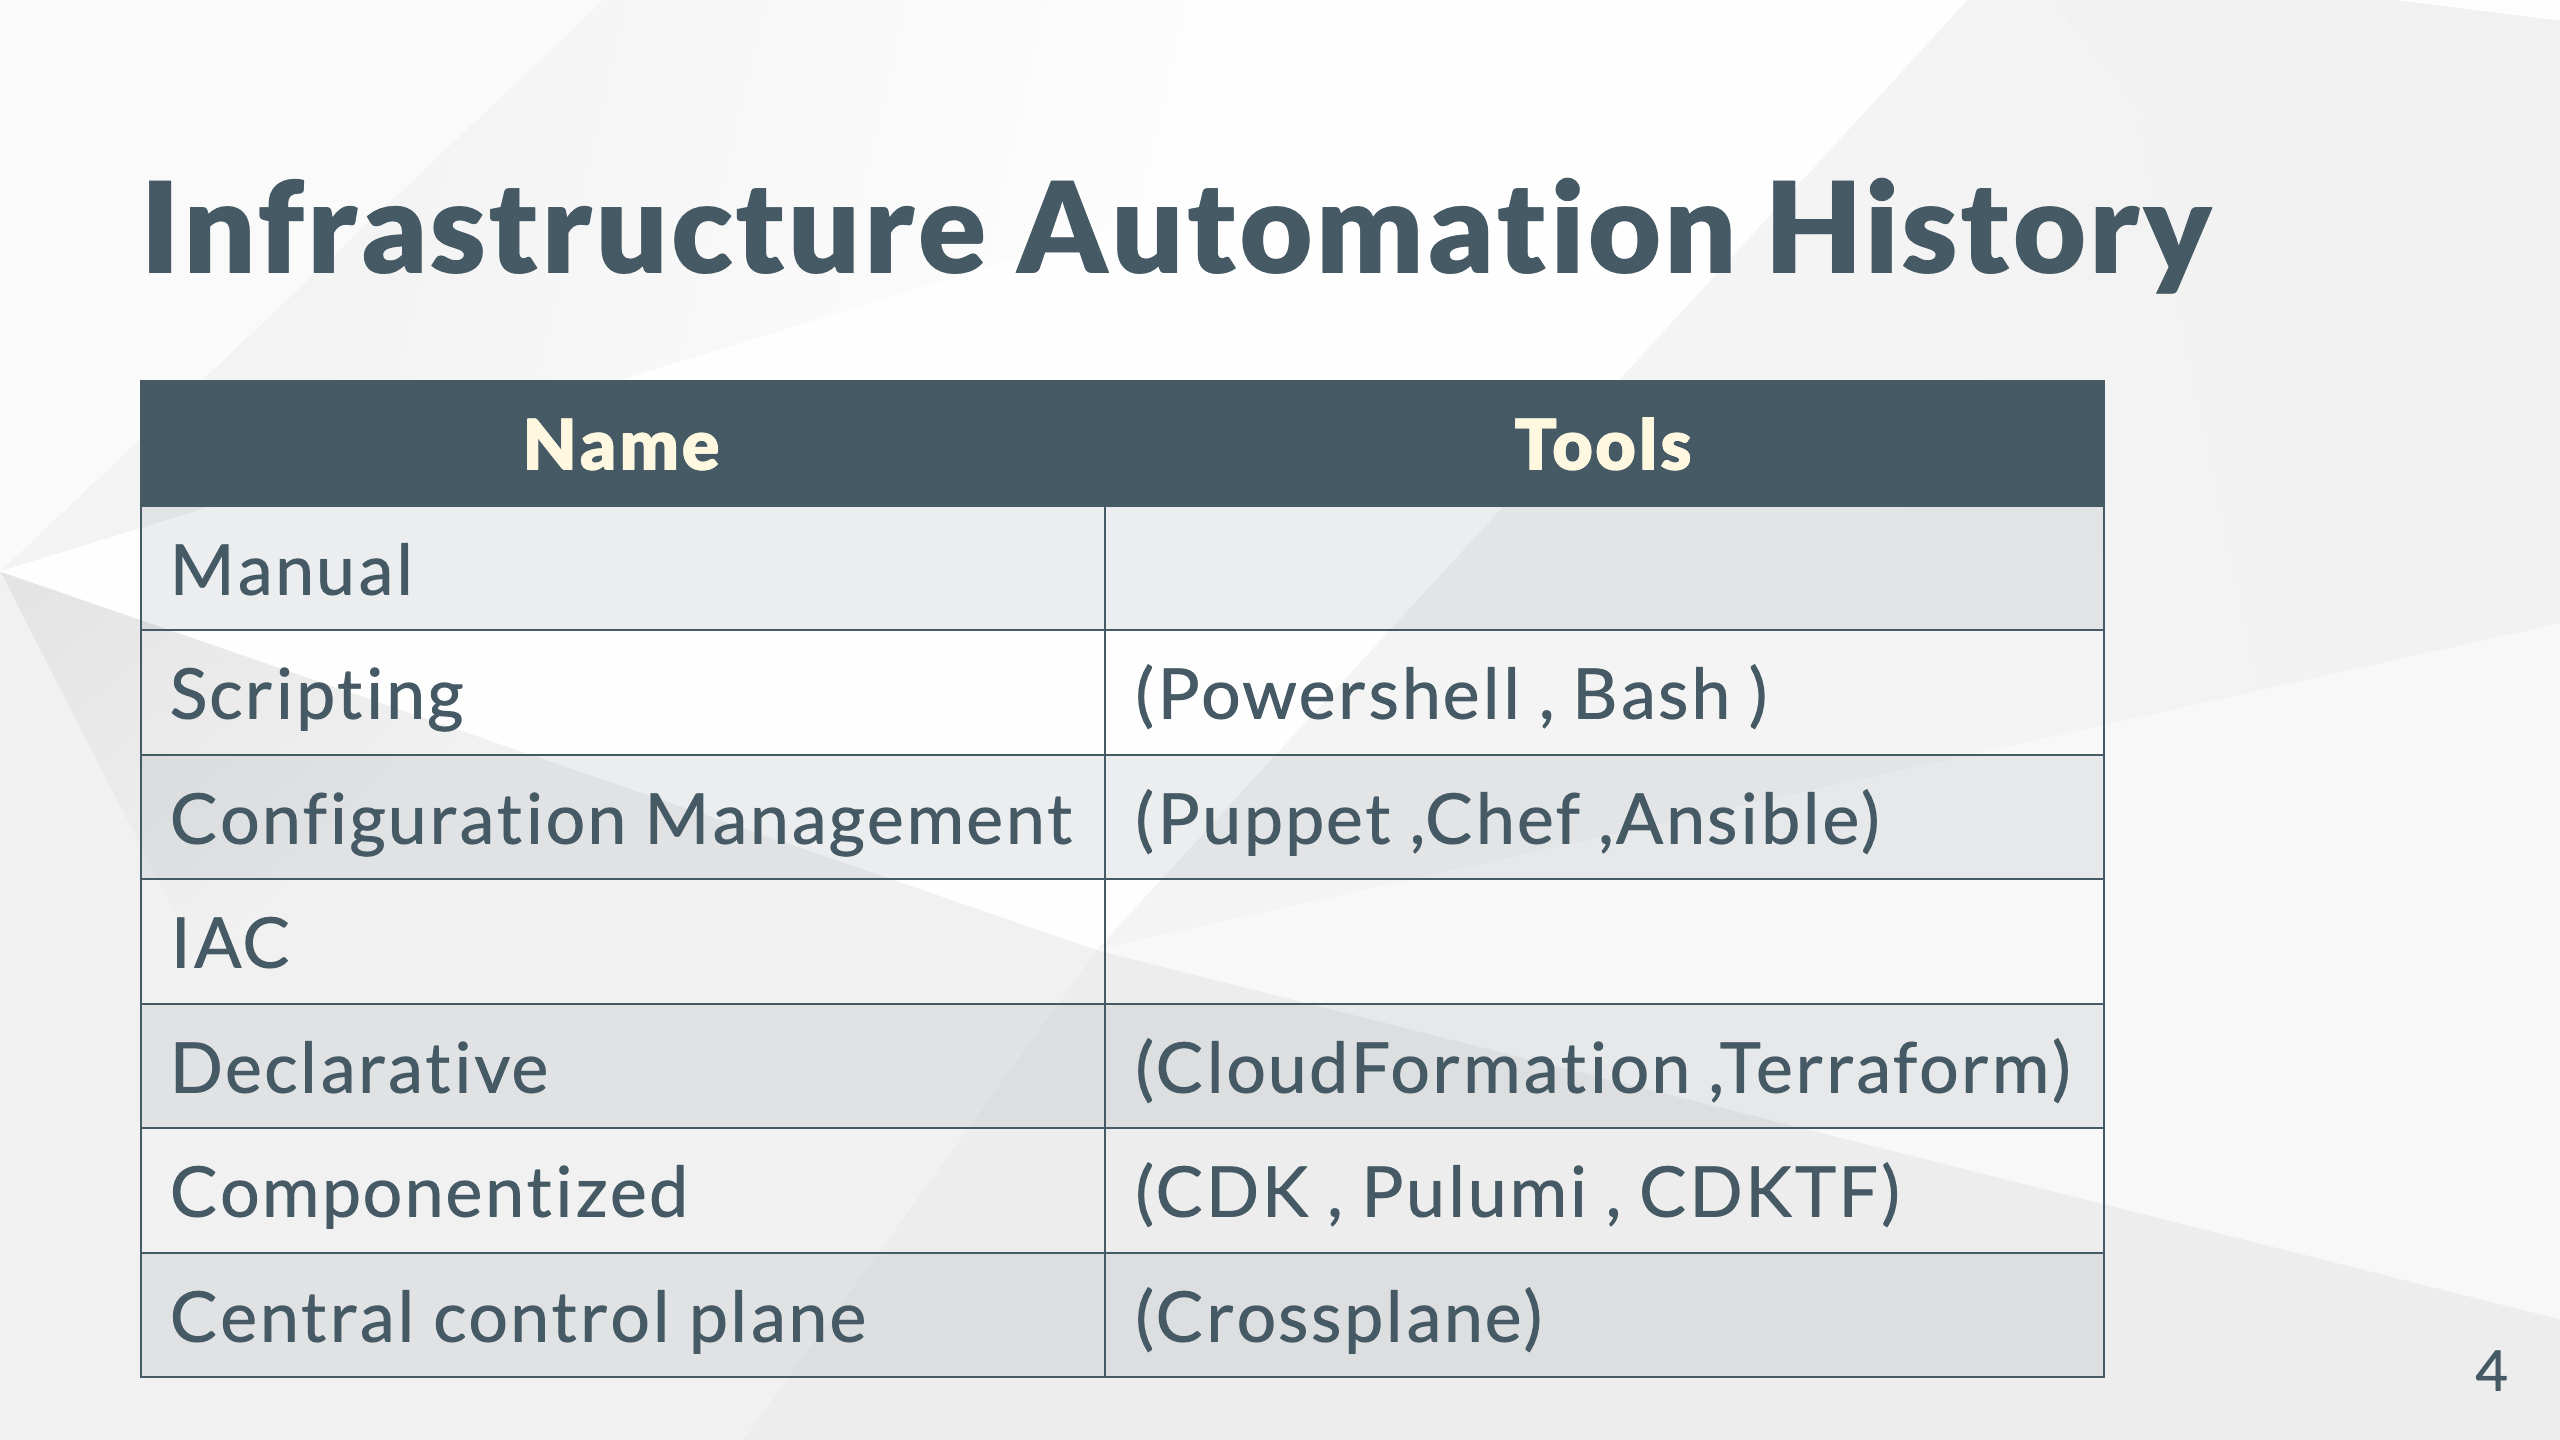 Infrastructure Automation History
Name Tools
Manual
Scripting (Powershell , Bash )
Configuration Management (Puppet ,Chef ,Ansible)
IAC
Declarative (CloudFormation ,Terraform)
Componentized (CDK , Pulumi , CDKTF)
Central control plane (Crossplane)
4